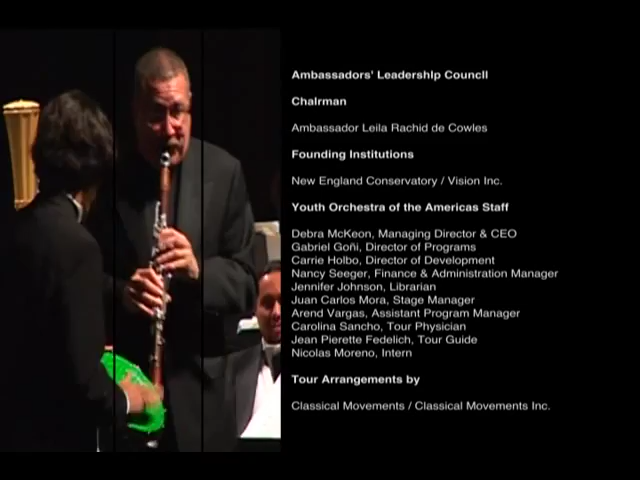 Ambassadors' Leadership Council
Chairman
Ambassador Leila Rachid de Cowles
Founding Institutions
New England Conservatory / Vision Inc.
Youth Orchestra of the Americas Staff
Debra McKeon, Managing Director & CEO
Gabriel Goñi, Director of Programs
Carrie Holbo, Director of Development
Nancy Seeger, Finance & Administration Manager
Jennifer Johnson, Librarian
Juan Carlos Mora, Stage Manager
Arend Vargas, Assistant Program Manager
Carolina Sancho, Tour Physician
Jean Pierette Fedelich, Tour Guide
Nicolas Moreno, Intern
Tour Arrangements by
Classical Movements / Classical Movements Inc.